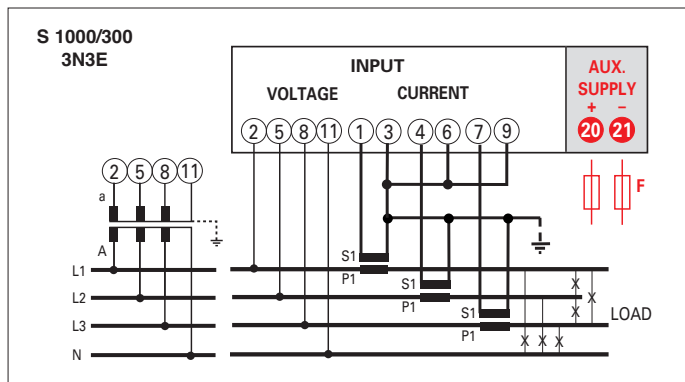 S 1000/300
3N3E
INPUT
VOLTAGE CURRENT
2 5 8 11 1 3 4 6 7 9
AUX.
SUPPLY
+ –
20 21
F
2 5 8 11
a
A
L1
L2
L3
N
S1
P1
S1
P1
S1
P1
X X
X
X X X
LOAD